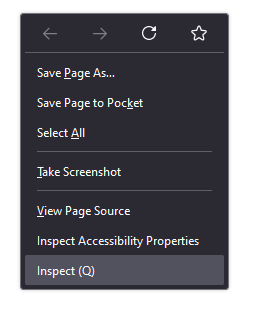 Save Page As...
Save Page to Pocket
Select All
Take Screenshot
View Page Source
Inspect Accessibility Properties
Inspect (Q)